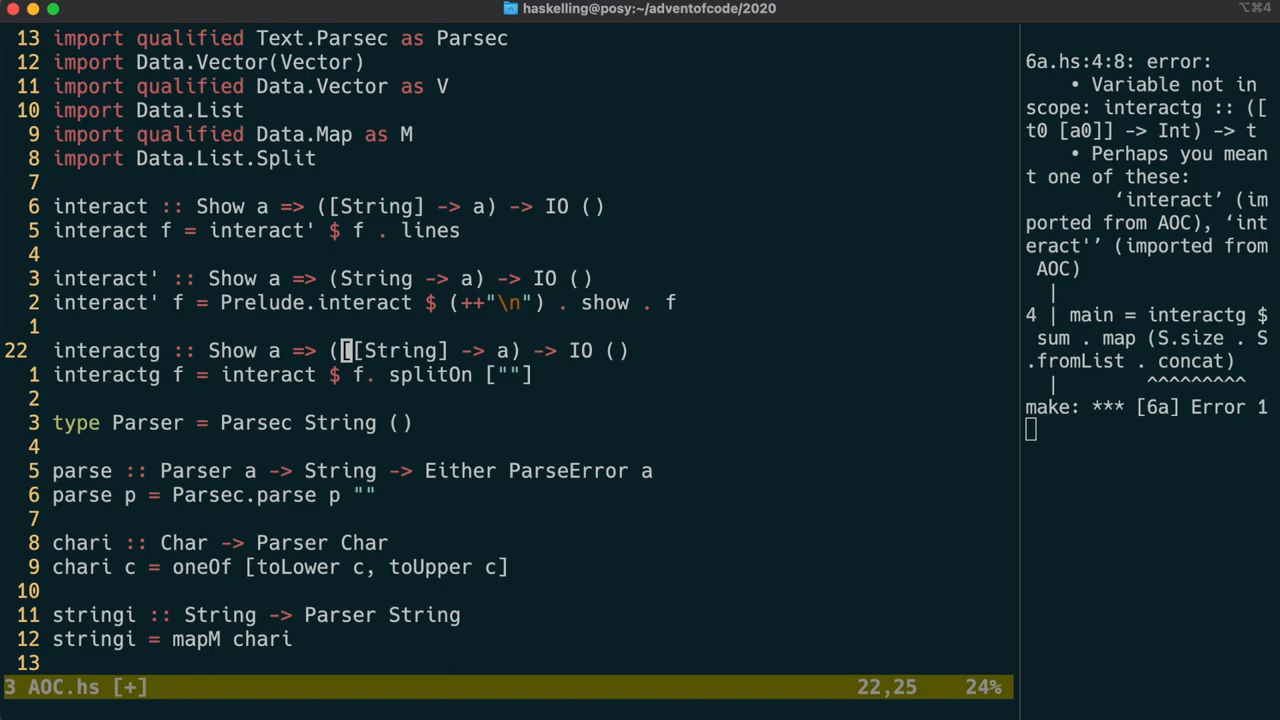 haskelling@posy:~/adventofcode/2020
⌥⌘4
13 import qualified Text.Parsec as Parsec
12 import Data.Vector(Vector)
11 import qualified Data.Vector as V
10 import Data.List
9 import qualified Data.Map as M
8 import Data.List.Split
7
6 interact :: Show a => ([String] -> a) -> IO ()
5 interact f = interact' $ f . lines
4
3 interact' :: Show a => (String -> a) -> IO ()
2 interact' f = Prelude.interact $ (++"\n") . show . f
1
22 interactg :: Show a => ([[String] -> a) -> IO ()
1 interactg f = interact $ f. splitOn [""]
2
3 type Parser = Parsec String ()
4
5 parse :: Parser a -> String -> Either ParseError a
6 parse p = Parsec.parse p ""
7
8 chari :: Char -> Parser Char
9 chari c = oneOf [toLower c, toUpper c]
10
11 stringi :: String -> Parser String
12 stringi = mapM chari
13
3 AOC.hs [+] 22,25 24%
6a.hs:4:8: error:
• Variable not in
scope: interactg :: ([
t0 [a0]] -> Int) -> t
• Perhaps you mean
t one of these:
‘interact’ (im
ported from AOC), ‘int
eract'’ (imported from
AOC)
|
4 | main = interactg $
sum . map (S.size . S
.fromList . concat)
| ^^^^^^^^^
make: *** [6a] Error 1